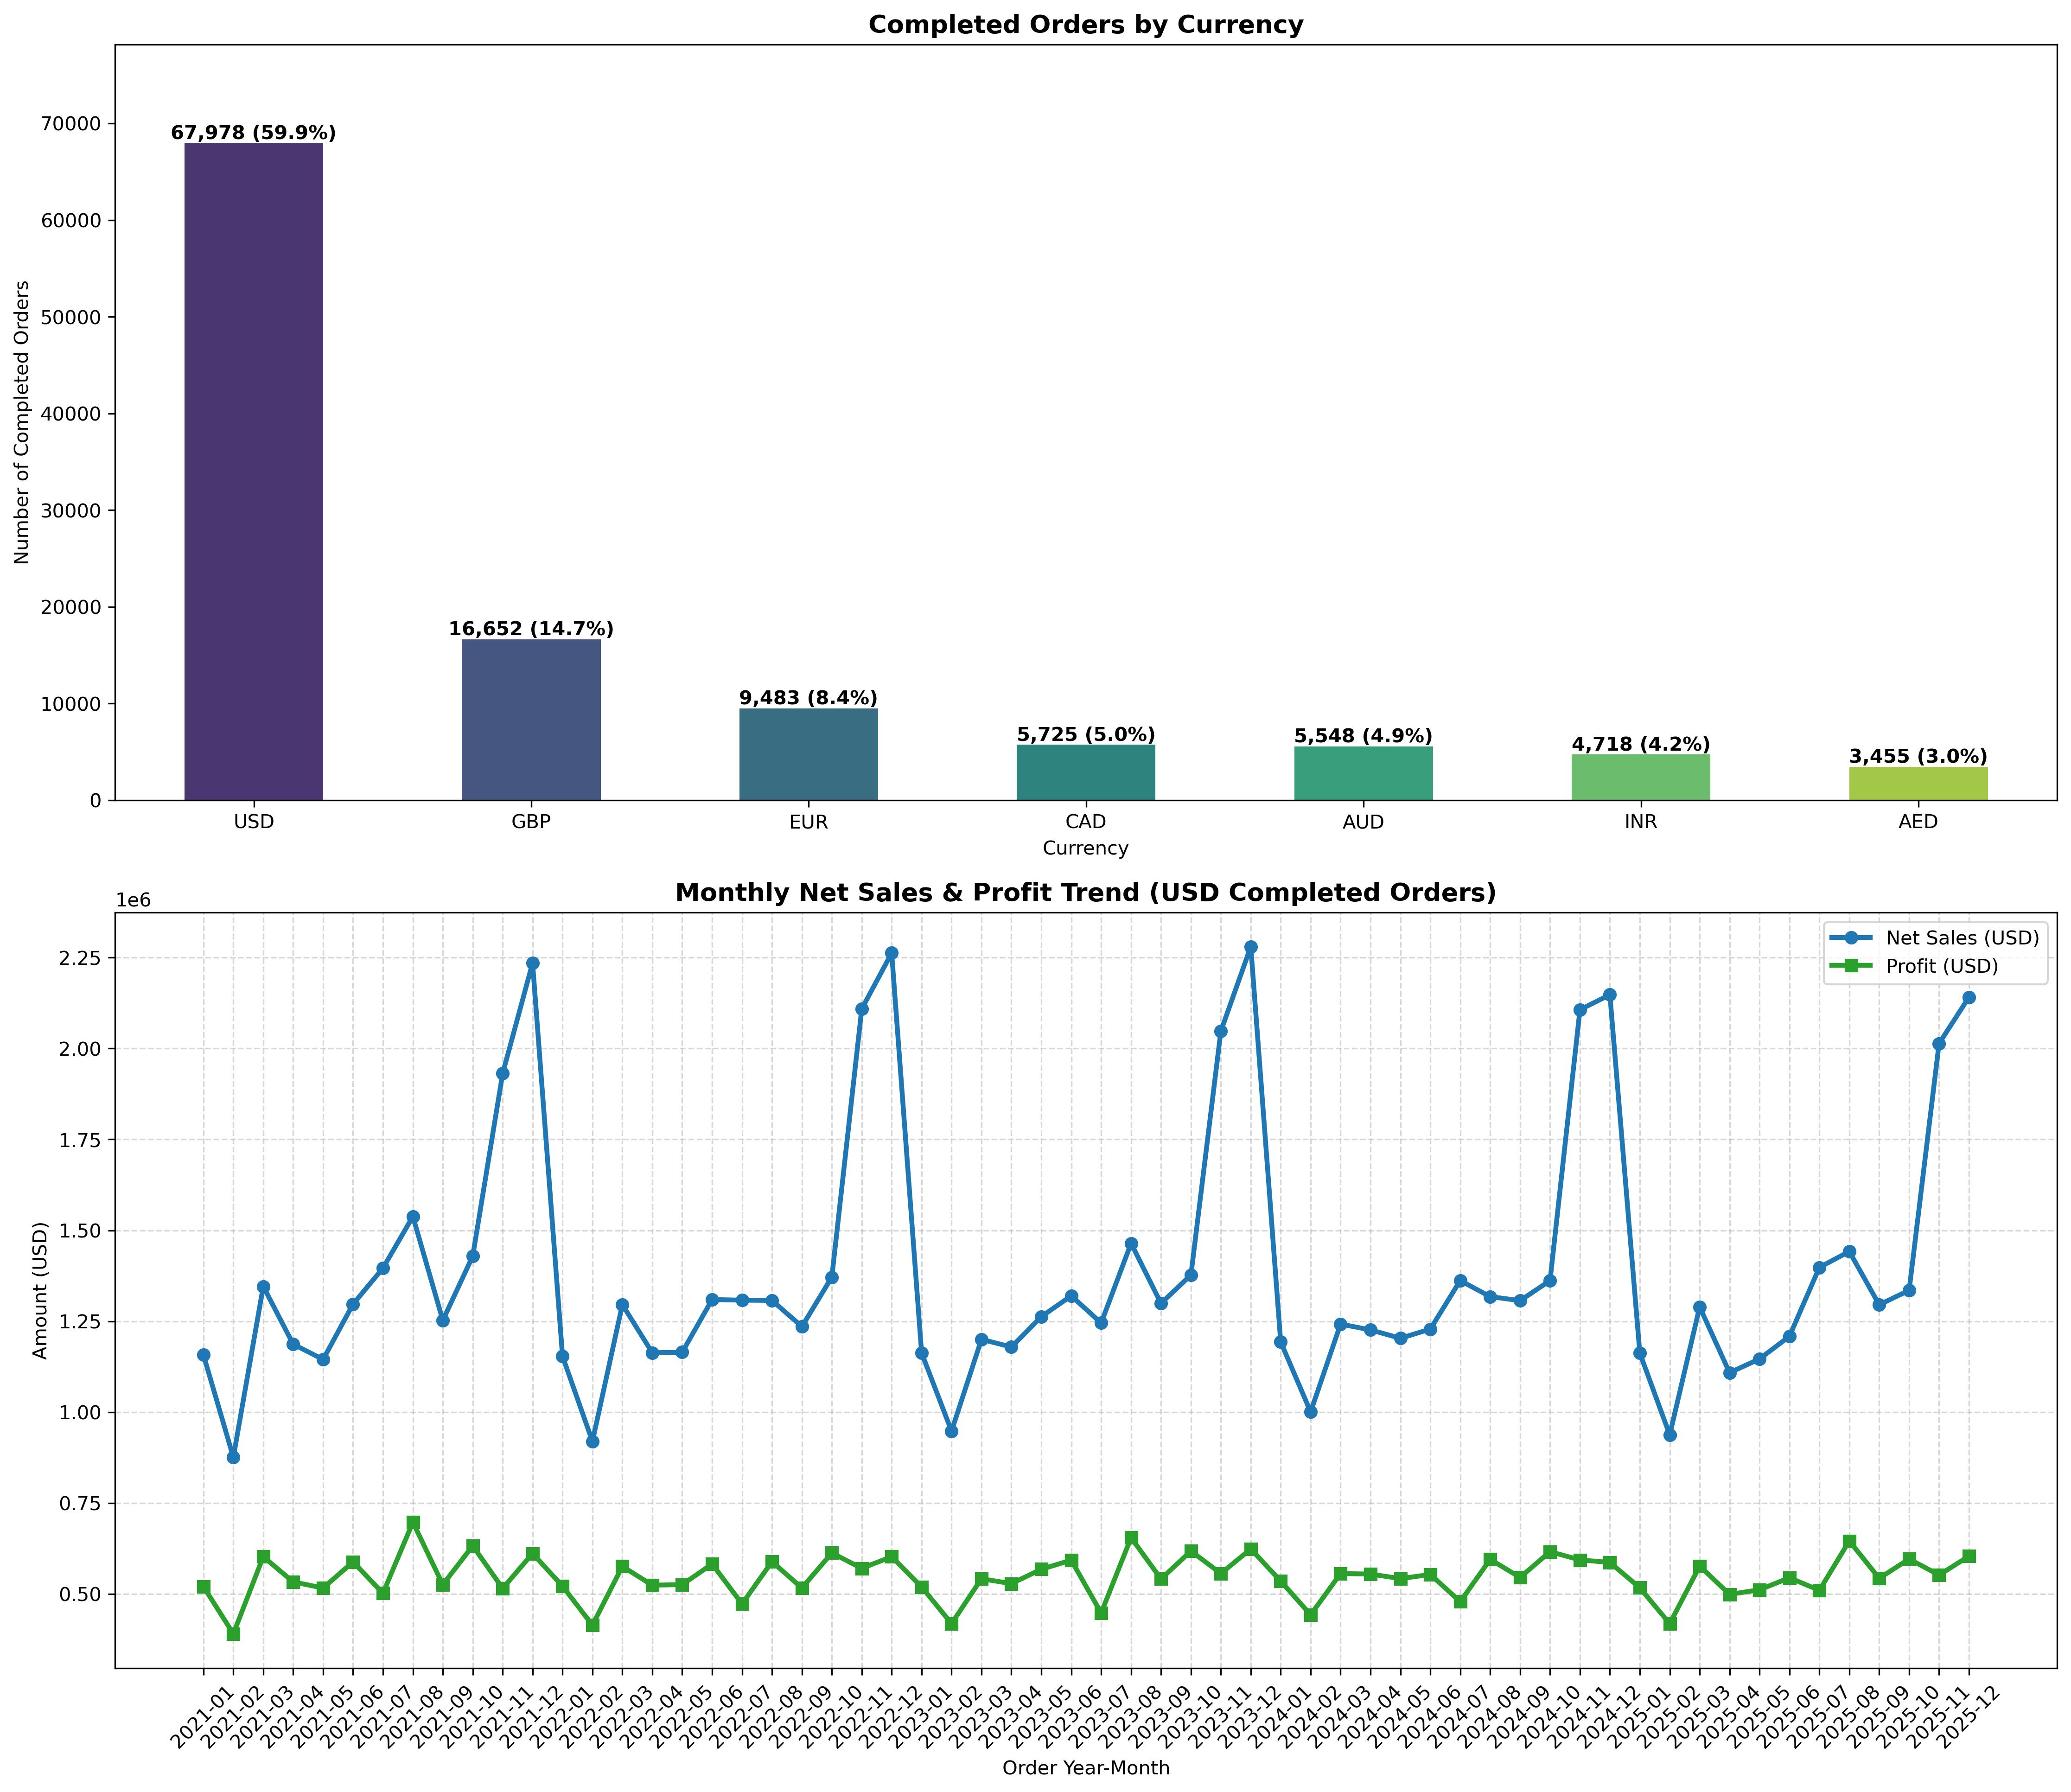 Completed Orders by Currency
Number of Completed Orders
70000
60000
50000
40000
30000
20000
10000
0
67,978 (59.9%)
16,652 (14.7%)
9,483 (8.4%)
5,725 (5.0%)
5,548 (4.9%)
4,718 (4.2%)
3,455 (3.0%)
USD GBP EUR CAD AUD INR AED
Currency
Monthly Net Sales & Profit Trend (USD Completed Orders)
1e6
Amount (USD)
2.25
2.00
1.75
1.50
1.25
1.00
0.75
0.50
Net Sales (USD)
Profit (USD)
2021-01 2021-02 2021-03 2021-04 2021-05 2021-06 2021-07 2021-08 2021-09 2021-10 2021-11 2021-12 2022-01 2022-02 2022-03 2022-04 2022-05 2022-06 2022-07 2022-08 2022-09 2022-10 2022-11 2022-12 2023-01 2023-02 2023-03 2023-04 2023-05 2023-06 2023-07 2023-08 2023-09 2023-10 2023-11 2023-12 2024-01 2024-02 2024-03 2024-04 2024-05 2024-06 2024-07 2024-08 2024-09 2024-10 2024-11 2024-12 2025-01 2025-02 2025-03 2025-04 2025-05 2025-06 2025-07 2025-08 2025-09 2025-10 2025-11 2025-12
Order Year-Month